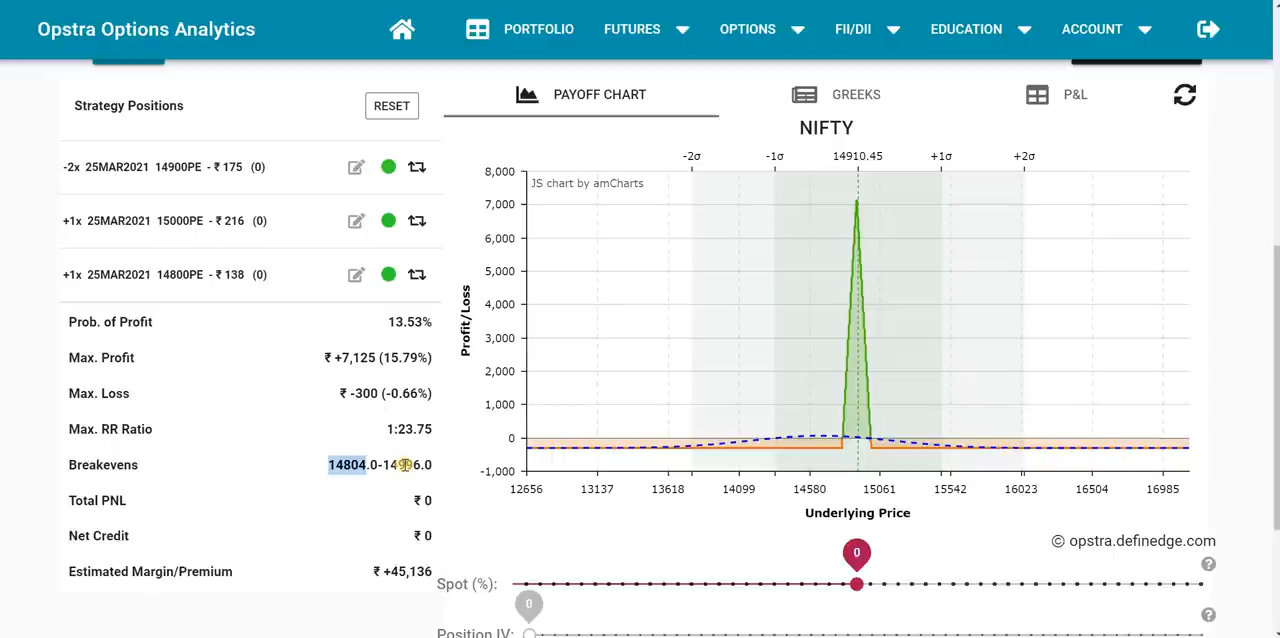 Opstra Options Analytics
PORTFOLIO
FUTURES
OPTIONS
FII/DII
EDUCATION
ACCOUNT
Strategy Positions
RESET
-2x 25MAR2021 14900PE - ₹ 175 (0)
+1x 25MAR2021 15000PE - ₹ 216 (0)
+1x 25MAR2021 14800PE - ₹ 138 (0)
Prob. of Profit 13.53%
Max. Profit ₹ +7,125 (15.79%)
Max. Loss ₹ -300 (-0.66%)
Max. RR Ratio 1:23.75
Breakevens 14804.0-14996.0
Total PNL ₹ 0
Net Credit ₹ 0
Estimated Margin/Premium ₹ +45,136
PAYOFF CHART
GREEKS
P&L
NIFTY
-2σ -1σ 14910.45 +1σ +2σ
JS chart by amCharts
8,000
7,000
6,000
5,000
4,000
3,000
2,000
1,000
0
-1,000
Profit/Loss
12656 13137 13618 14099 14580 15061 15542 16023 16504 16985
Underlying Price
© opstra.definedge.com
0
?
Spot (%):
0
?
Position IV: